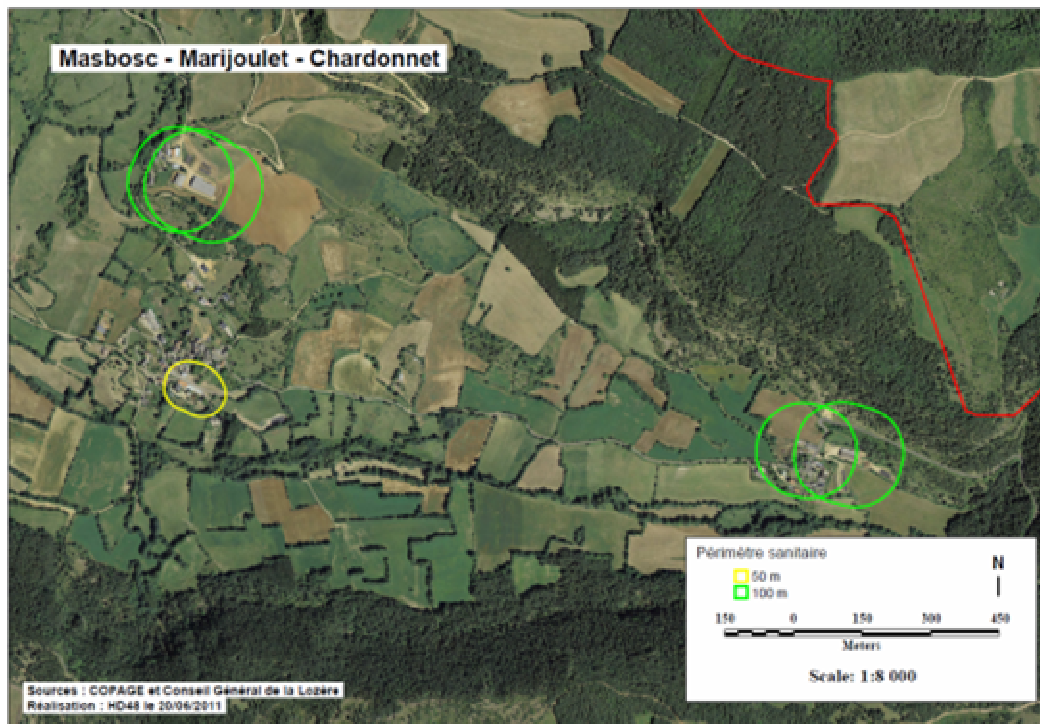 Masbosc - Marijoulet - Chardonnet
Périmètre sanitaire
50 m
100 m
N
150 0 150 300 450
Meters
Scale: 1:8 000
Sources : COPAGE et Conseil Général de la Lozère
Réalisation : HD48 le 20/06/2011